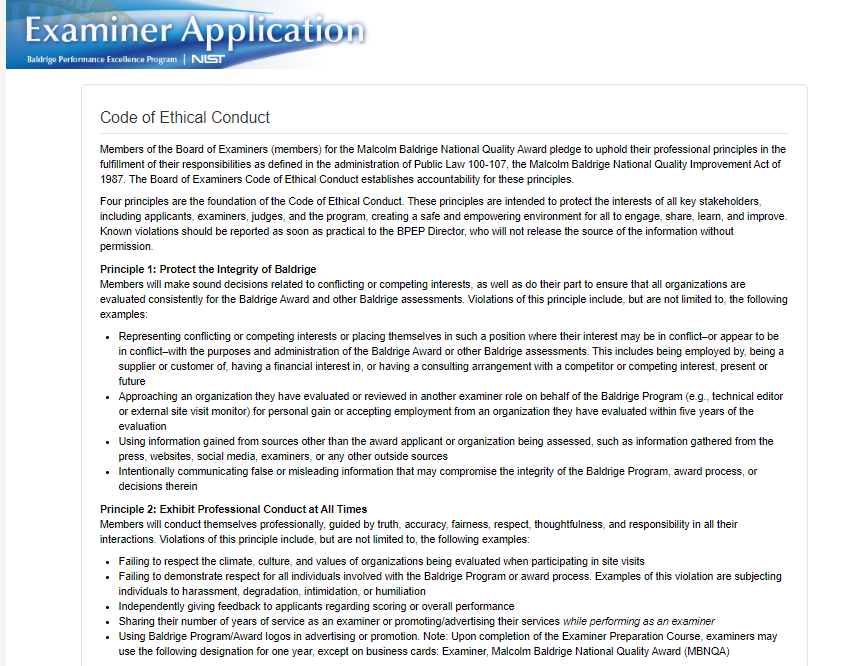 Examiner Application
Baldrige Performance Excellence Program | NIST
Code of Ethical Conduct
Members of the Board of Examiners (members) for the Malcolm Baldrige National Quality Award pledge to uphold their professional principles in the
fulfillment of their responsibilities as defined in the administration of Public Law 100-107, the Malcolm Baldrige National Quality Improvement Act of
1987. The Board of Examiners Code of Ethical Conduct establishes accountability for these principles.
Four principles are the foundation of the Code of Ethical Conduct. These principles are intended to protect the interests of all key stakeholders,
including applicants, examiners, judges, and the program, creating a safe and empowering environment for all to engage, share, learn, and improve.
Known violations should be reported as soon as practical to the BPEP Director, who will not release the source of the information without
permission.
Principle 1: Protect the Integrity of Baldrige
Members will make sound decisions related to conflicting or competing interests, as well as do their part to ensure that all organizations are
evaluated consistently for the Baldrige Award and other Baldrige assessments. Violations of this principle include, but are not limited to, the following
examples:
• Representing conflicting or competing interests or placing themselves in such a position where their interest may be in conflict–or appear to be
in conflict–with the purposes and administration of the Baldrige Award or other Baldrige assessments. This includes being employed by, being a
supplier or customer of, having a financial interest in, or having a consulting arrangement with a competitor or competing interest, present or
future
• Approaching an organization they have evaluated or reviewed in another examiner role on behalf of the Baldrige Program (e.g., technical editor
or external site visit monitor) for personal gain or accepting employment from an organization they have evaluated within five years of the
evaluation
• Using information gained from sources other than the award applicant or organization being assessed, such as information gathered from the
press, websites, social media, examiners, or any other outside sources
• Intentionally communicating false or misleading information that may compromise the integrity of the Baldrige Program, award process, or
decisions therein
Principle 2: Exhibit Professional Conduct at All Times
Members will conduct themselves professionally, guided by truth, accuracy, fairness, respect, thoughtfulness, and responsibility in all their
interactions. Violations of this principle include, but are not limited to, the following examples:
• Failing to respect the climate, culture, and values of organizations being evaluated when participating in site visits
• Failing to demonstrate respect for all individuals involved with the Baldrige Program or award process. Examples of this violation are subjecting
individuals to harassment, degradation, intimidation, or humiliation
• Independently giving feedback to applicants regarding scoring or overall performance
• Sharing their number of years of service as an examiner or promoting/advertising their services while performing as an examiner
• Using Baldrige Program/Award logos in advertising or promotion. Note: Upon completion of the Examiner Preparation Course, examiners may
use the following designation for one year, except on business cards: Examiner, Malcolm Baldrige National Quality Award (MBNQA)